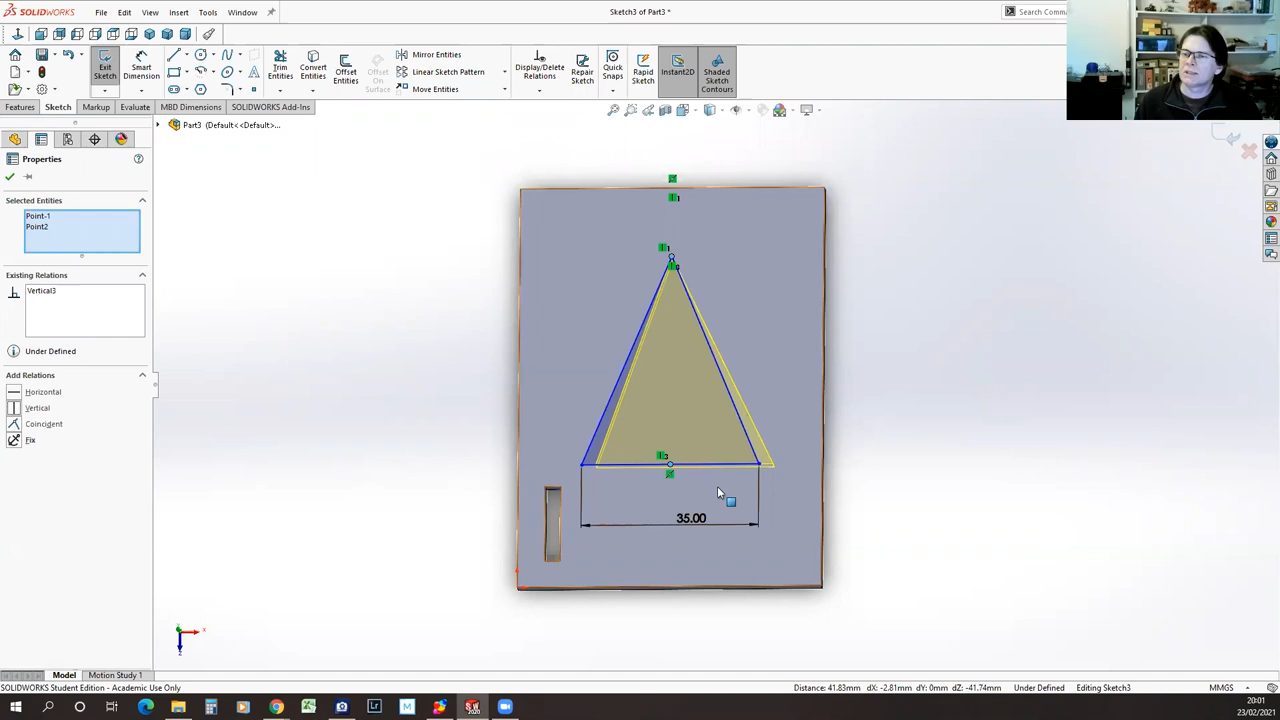 SOLIDWORKS File Edit View Insert Tools Window Sketch3 of Part3 * Search Com
Exit Sketch Smart Dimension Trim Entities Convert Entities Offset Entities Offset On Surface Mirror Entities Linear Sketch Pattern Move Entities Display/Delete Relations Repair Sketch Quick Snaps Rapid Sketch Instant2D Shaded Sketch Contours
Features Sketch Markup Evaluate MBD Dimensions SOLIDWORKS Add-Ins
Part3 (Default<<Default>...
Properties
Selected Entities
Point-1
Point2
Existing Relations
Vertical3
Under Defined
Add Relations
Horizontal
Vertical
Coincident
Fix
35.00
Model Motion Study 1
SOLIDWORKS Student Edition - Academic Use Only Distance: 41.83mm dX: -2.81mm dY: 0mm dZ: -41.74mm Under Defined Editing Sketch3 MMGS
20:01
23/02/2021